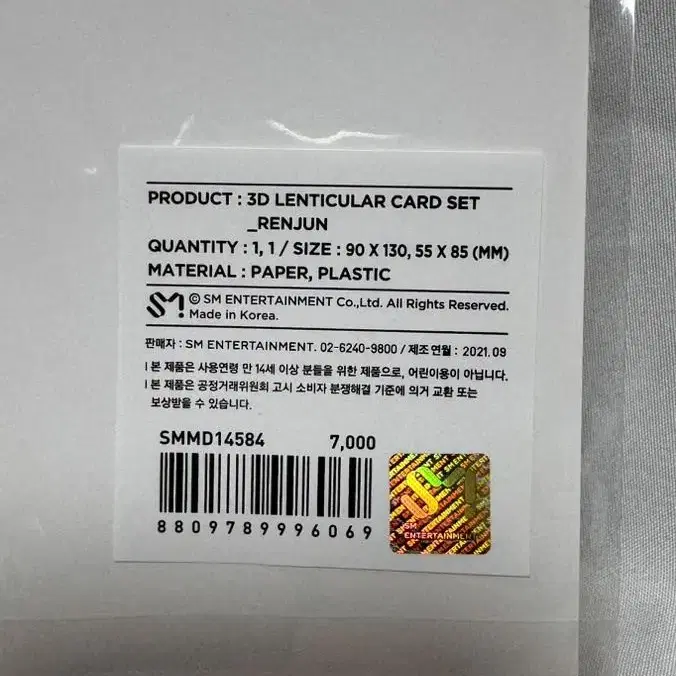 PRODUCT : 3D LENTICULAR CARD SET
_RENJUN
QUANTITY : 1, 1 / SIZE : 90 X 130, 55 X 85 (MM)
MATERIAL : PAPER, PLASTIC
SM! © SM ENTERTAINMENT Co.,Ltd. All Rights Reserved.
Made in Korea.
판매자 : SM ENTERTAINMENT. 02-6240-9800 / 제조연월 : 2021.09
I 본 제품은 사용연령 만 14세 이상 분들을 위한 제품으로, 어린이용이 아닙니다.
I 본 제품은 공정거래위원회 고시 소비자 분쟁해결 기준에 의거 교환 또는
보상받을 수 있습니다.
SMMD14584 7,000
8809789996069
SM
ENTERTAINMENT